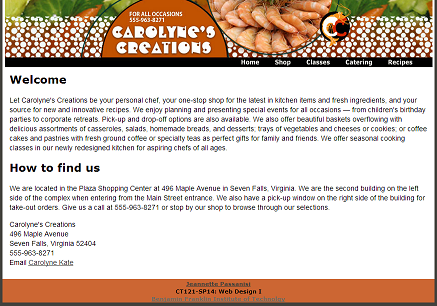 FOR ALL OCCASIONS
555-963-8271
CAROLYNE'S
CREATIONS
Home Shop Classes Catering Recipes
Welcome
Let Carolyne's Creations be your personal chef, your one-stop shop for the latest in kitchen items and fresh ingredients, and your
source for new and innovative recipes. We enjoy planning and presenting special events for all occasions — from children's birthday
parties to corporate retreats. Pick-up and drop-off options are also available. We also offer beautiful baskets overflowing with
delicious assortments of casseroles, salads, homemade breads, and desserts; trays of vegetables and cheeses or cookies; or coffee
cakes and pastries with fresh ground coffee or specialty teas as perfect gifts for family and friends. We offer seasonal cooking
classes in our newly redesigned kitchen for aspiring chefs of all ages.
How to find us
We are located in the Plaza Shopping Center at 496 Maple Avenue in Seven Falls, Virginia. We are the second building on the left
side of the complex when entering from the Main Street entrance. We also have a pick-up window on the right side of the building for
take-out orders. Give us a call at 555-963-8271 or stop by our shop to browse through our selections.
Carolyne's Creations
496 Maple Avenue
Seven Falls, Virginia 52404
555-963-8271
Email Carolyne Kate
Jeannette Passanisi
CT121-SP14: Web Design I
Benjamin Franklin Institute of Technology